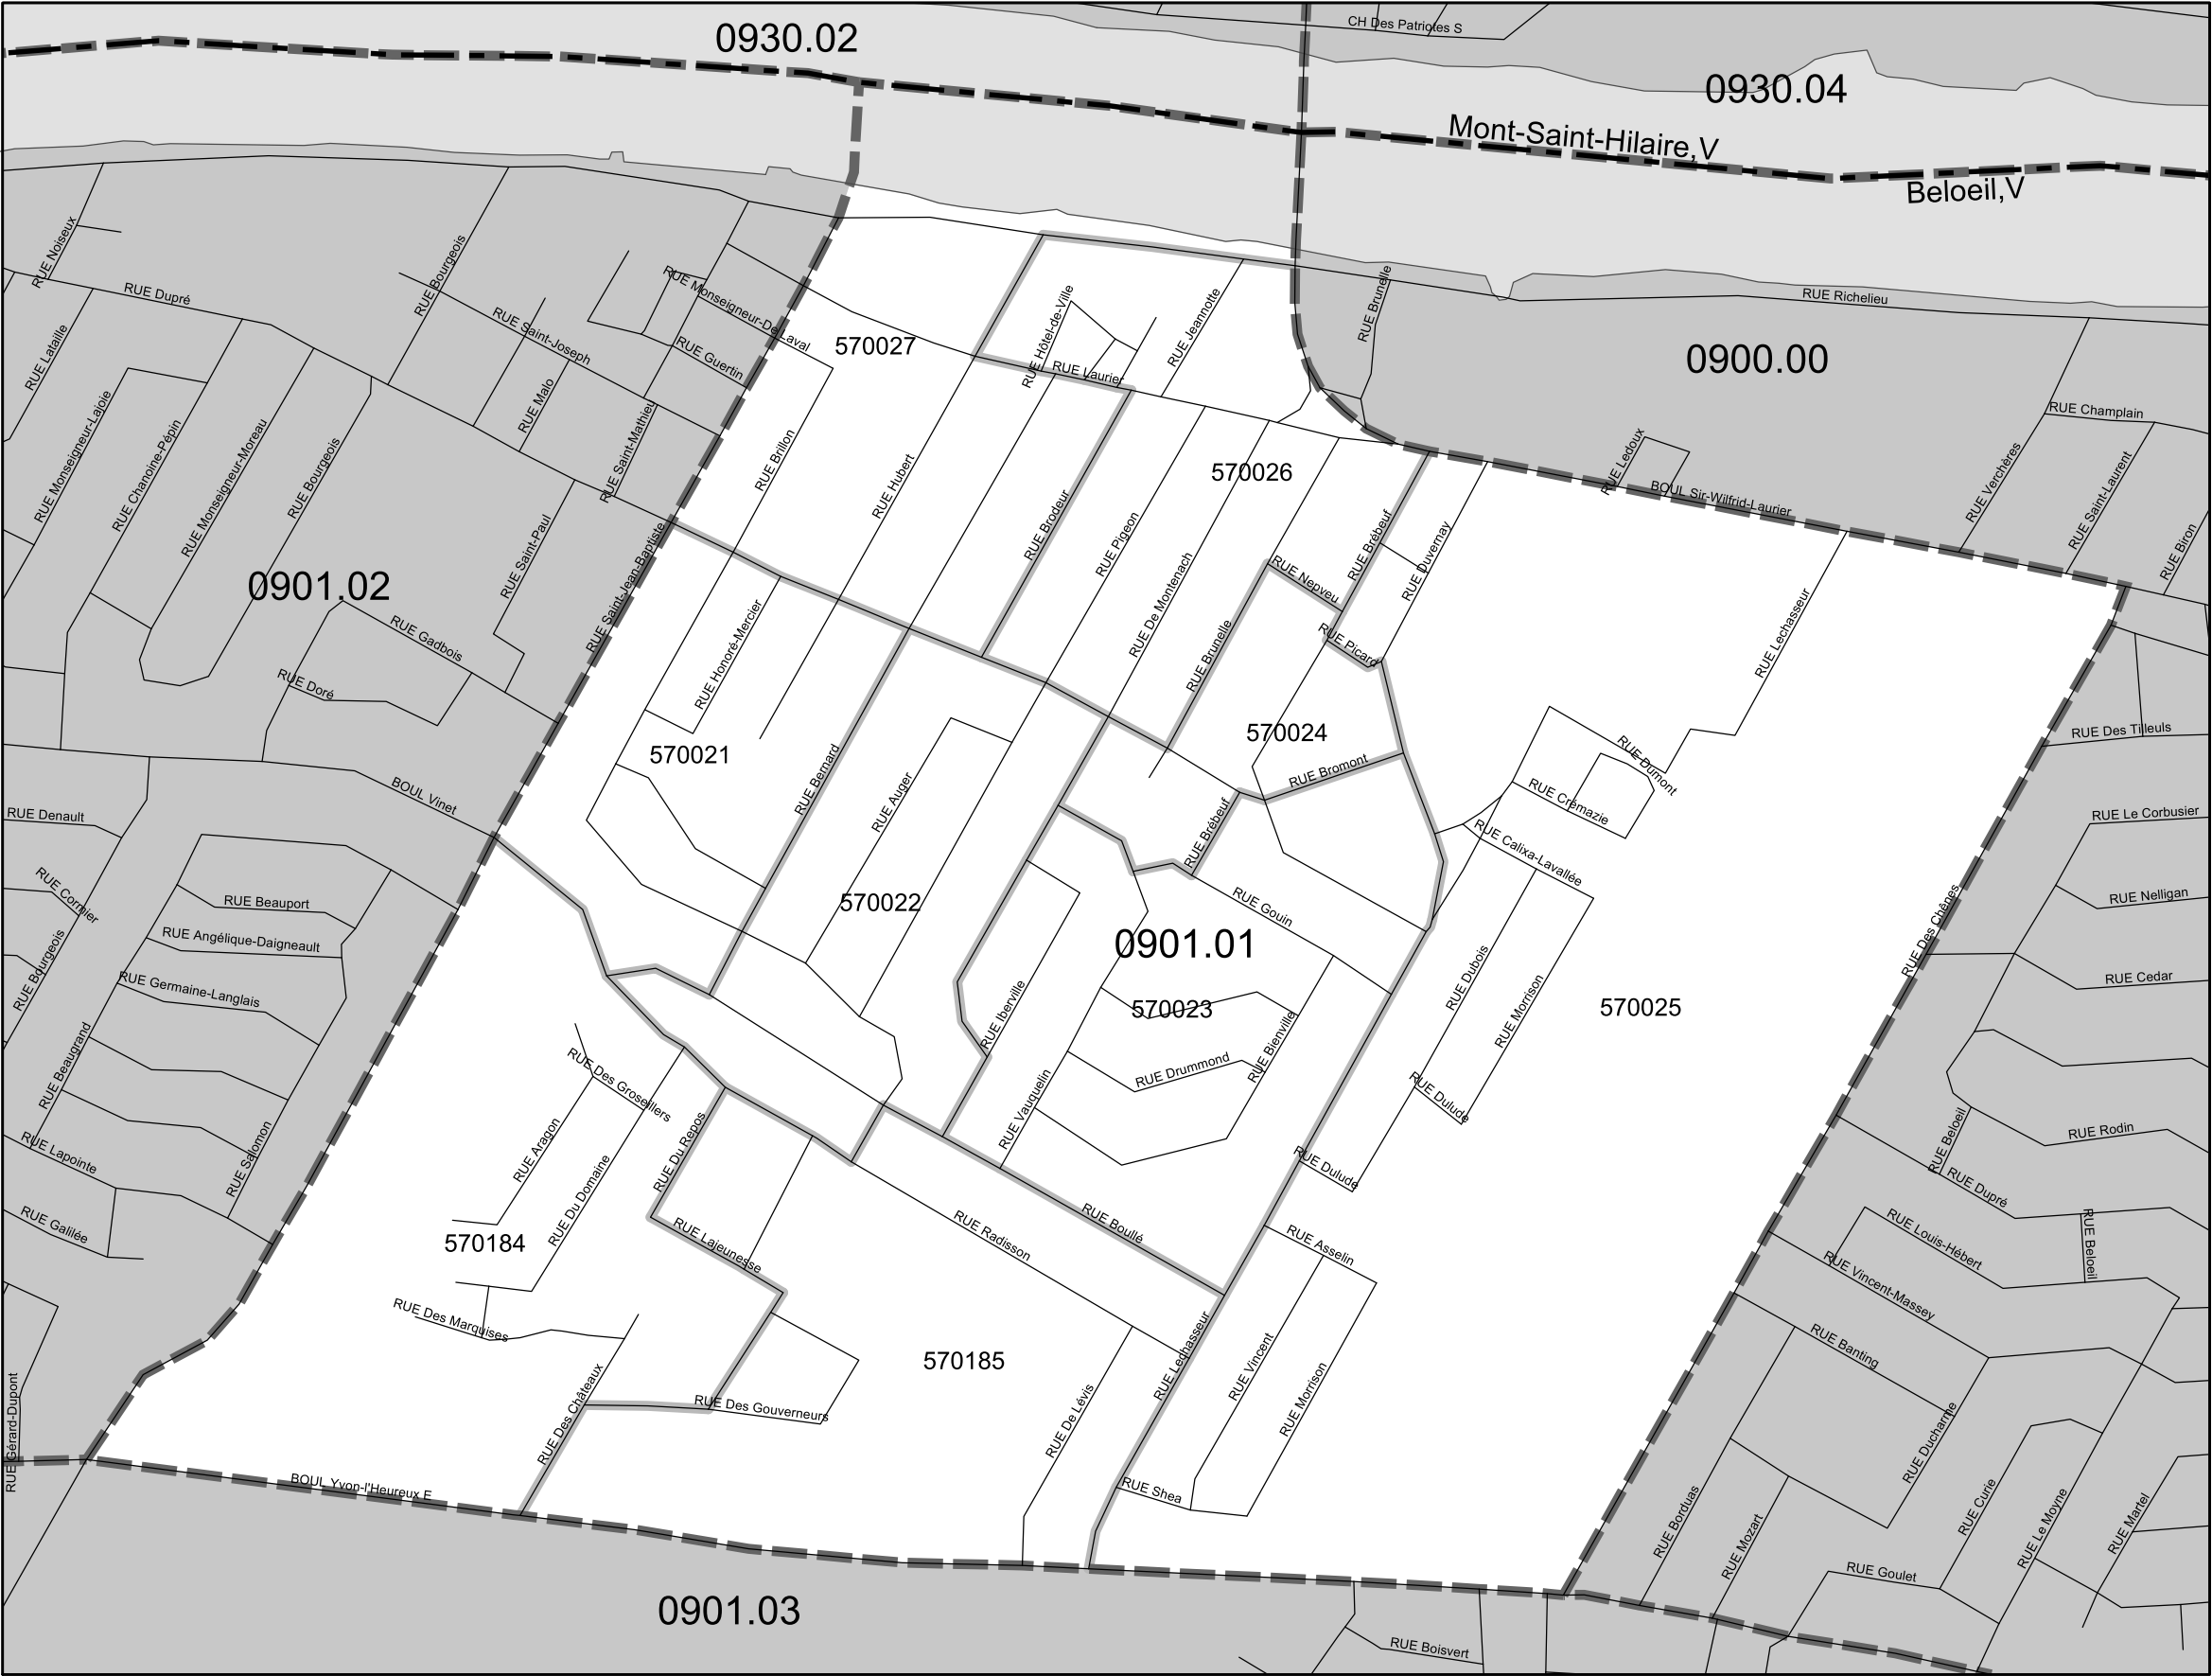 CH Des Patriotes S
0930.02
0930.04
Mont-Saint-Hilaire,V
Beloeil,V
RUE Noiseux
RUE Bourgeois
RUE Dupré
RUE Monseigneur-De Laval
RUE Saint-Joseph
RUE Guertin
570027
RUE Hôtel-de-Ville
RUE Laurier
RUE Jeannotte
RUE Brunelle
RUE Richelieu
0900.00
RUE Lataille
RUE Monseigneur-Lajoie
RUE Chanoine-Pépin
RUE Monseigneur-Moreau
RUE Bourgeois
RUE Malo
RUE Saint-Mathieu
RUE Brillon
RUE Hubert
RUE Brodeur
RUE Pigeon
570026
RUE Champlain
RUE Ledoux
BOUL Sir-Wilfrid-Laurier
RUE Verchères
RUE Saint-Laurent
RUE Biron
0901.02
RUE Saint-Paul
RUE Saint-Jean-Baptiste
RUE Gadbois
RUE Doré
RUE Honoré-Mercier
RUE De Montenach
RUE Brunelle
RUE Nepveu
RUE Brébeuf
RUE Duvernay
RUE Picard
RUE Lechasseur
570021
570024
RUE Bromont
RUE Dumont
RUE Crémazie
RUE Des Tilleuls
BOUL Vinet
RUE Denault
RUE Bernard
RUE Auger
RUE Brébeuf
RUE Calixa-Lavallée
RUE Le Corbusier
RUE Cormier
RUE Beauport
RUE Angélique-Daigneault
RUE Germaine-Langlais
RUE Bourgeois
570022
RUE Gouin
0901.01
RUE Des Chênes
RUE Nelligan
RUE Cedar
RUE Iberville
570023
RUE Dubois
RUE Morrison
570025
RUE Beaugrand
RUE Des Groseillers
RUE Drummond
RUE Bienville
RUE Vauquelin
RUE Dulude
RUE Rodin
RUE Beloeil
RUE Lapointe
RUE Salomon
RUE Aragon
RUE Du Domaine
RUE Du Repos
RUE Dulude
RUE Dupré
RUE Galilée
570184
RUE Lajeunesse
RUE Radisson
RUE Boullé
RUE Asselin
RUE Louis-Hébert
RUE Beloeil
RUE Vincent-Massey
RUE Des Marquises
570185
RUE Lechasseur
RUE Vincent
RUE Morrison
RUE Banting
RUE Gérard-Dupont
RUE Des Châteaux
RUE Des Gouverneurs
RUE De Lévis
RUE Ducharme
BOUL Yvon-l'Heureux E
RUE Shea
RUE Borduas
RUE Mozart
RUE Curie
RUE Le Moyne
RUE Martel
RUE Goulet
0901.03
RUE Boisvert